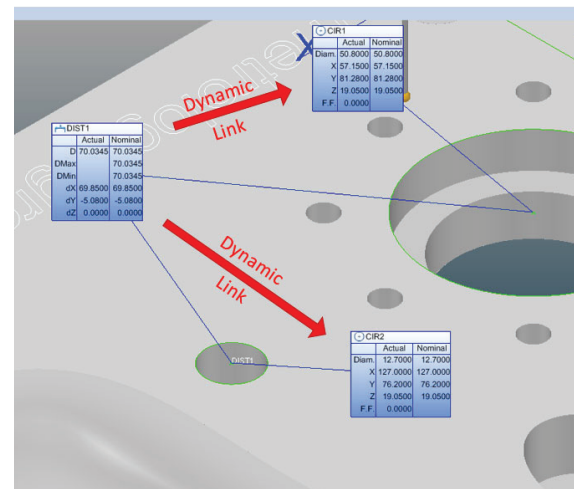 CIR1
Actual Nominal
Diam. 50.8000 50.8000
X 57.1500 57.1500
Y 81.2800 81.2800
Z 19.0500 19.0500
F.F. 0.0000
X
Dynamic
Link
DIST1
Actual Nominal
D 70.0345 70.0345
DMax 70.0345
DMin 70.0345
dX 69.8500 69.8500
dY -5.0800 -5.0800
dZ 0.0000 0.0000
Dynamic
Link
DIST1
CIR2
Actual Nominal
Diam. 12.7000 12.7000
X 127.0000 127.0000
Y 76.2000 76.2000
Z 19.0500 19.0500
F.F. 0.0000